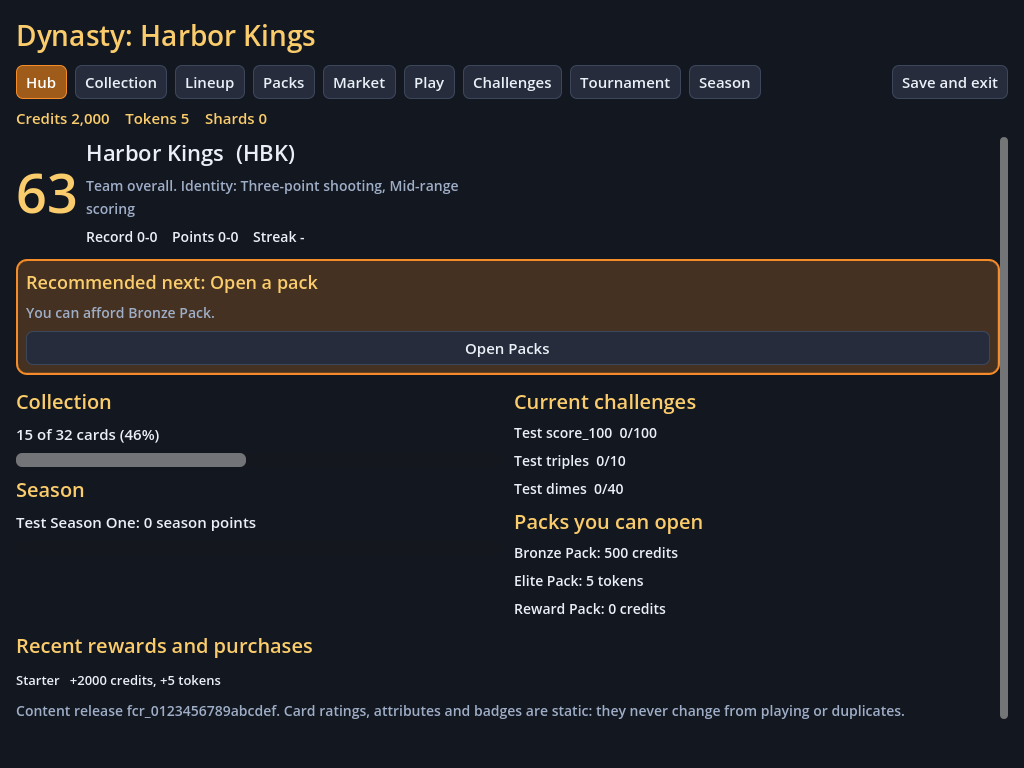 Dynasty: Harbor Kings
Hub Collection Lineup Packs Market Play Challenges Tournament Season Save and exit
Credits 2,000 Tokens 5 Shards 0
Harbor Kings (HBK)
63
Team overall. Identity: Three-point shooting, Mid-range
scoring
Record 0-0 Points 0-0 Streak -
Recommended next: Open a pack
You can afford Bronze Pack.
Open Packs
Collection
15 of 32 cards (46%)
Season
Test Season One: 0 season points
Current challenges
Test score_100 0/100
Test triples 0/10
Test dimes 0/40
Packs you can open
Bronze Pack: 500 credits
Elite Pack: 5 tokens
Reward Pack: 0 credits
Recent rewards and purchases
Starter +2000 credits, +5 tokens
Content release fcr_0123456789abcdef. Card ratings, attributes and badges are static: they never change from playing or duplicates.